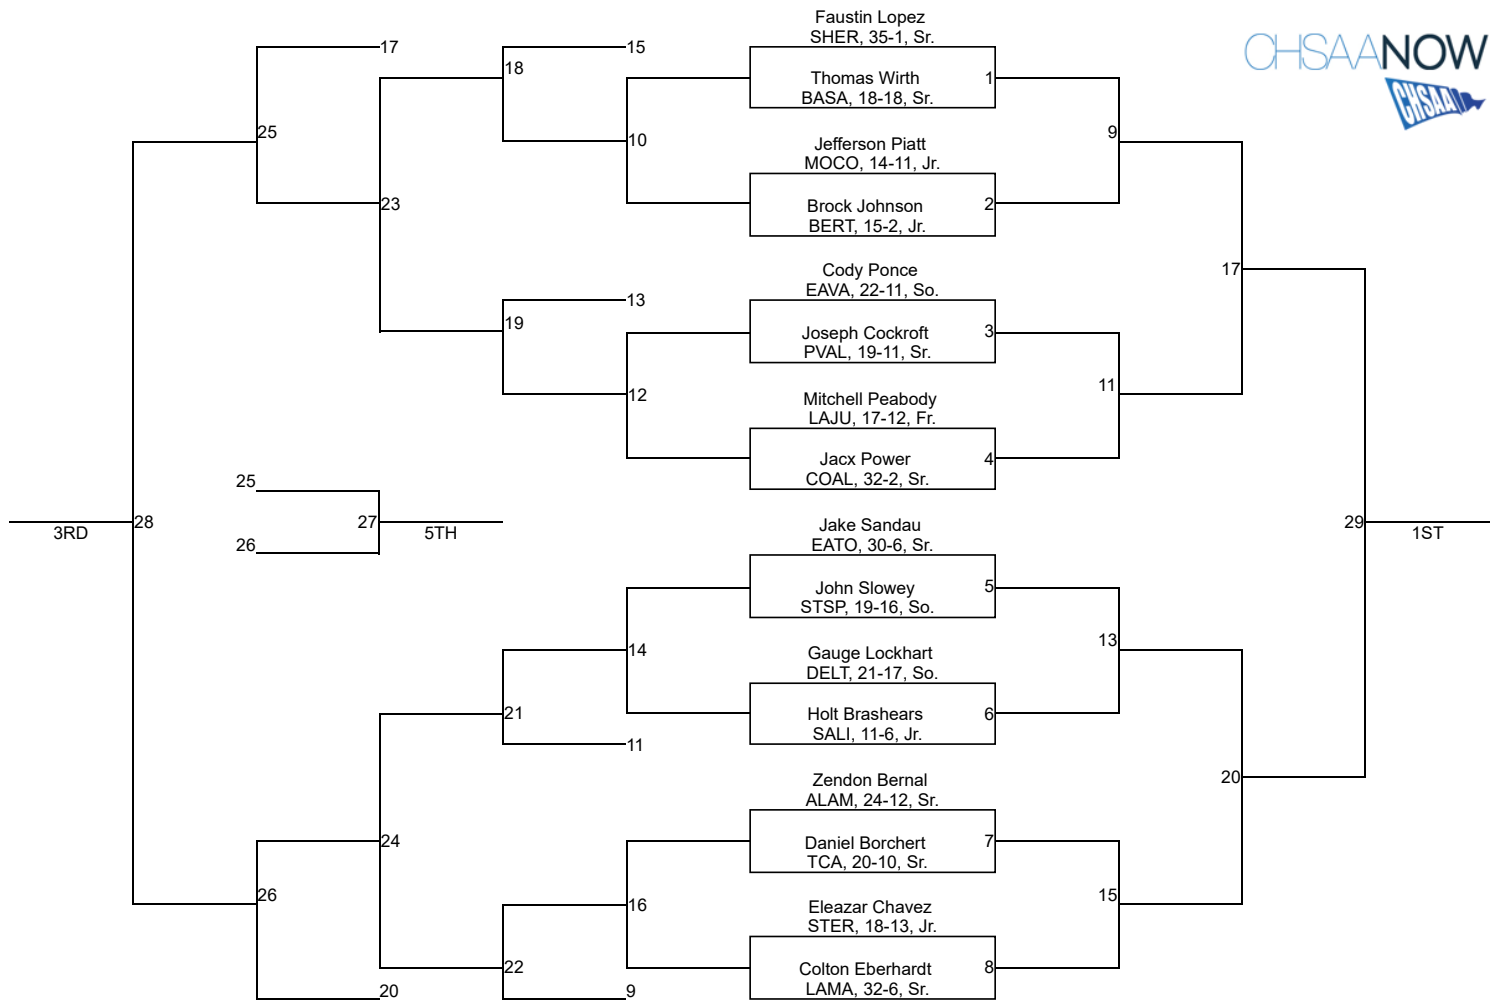 Faustin Lopez
SHER, 35-1, Sr.
CHSAANOW
CHSAA
17
15
18
Thomas Wirth
1
BASA, 18-18, Sr.
25
10
Jefferson Piatt
9
MOCO, 14-11, Jr.
23
Brock Johnson
2
BERT, 15-2, Jr.
Cody Ponce
17
EAVA, 22-11, So.
13
19
Joseph Cockroft
3
PVAL, 19-11, Sr.
12
Mitchell Peabody
11
LAJU, 17-12, Fr.
Jacx Power
4
COAL, 32-2, Sr.
25
28
3RD
27
5TH
26
Jake Sandau
29
1ST
EATO, 30-6, Sr.
John Slowey
5
STSP, 19-16, So.
14
Gauge Lockhart
13
DELT, 21-17, So.
21
Holt Brashears
6
SALI, 11-6, Jr.
11
Zendon Bernal
20
ALAM, 24-12, Sr.
24
Daniel Borchert
7
TCA, 20-10, Sr.
26
16
Eleazar Chavez
15
STER, 18-13, Jr.
22
Colton Eberhardt
8
LAMA, 32-6, Sr.
20
9